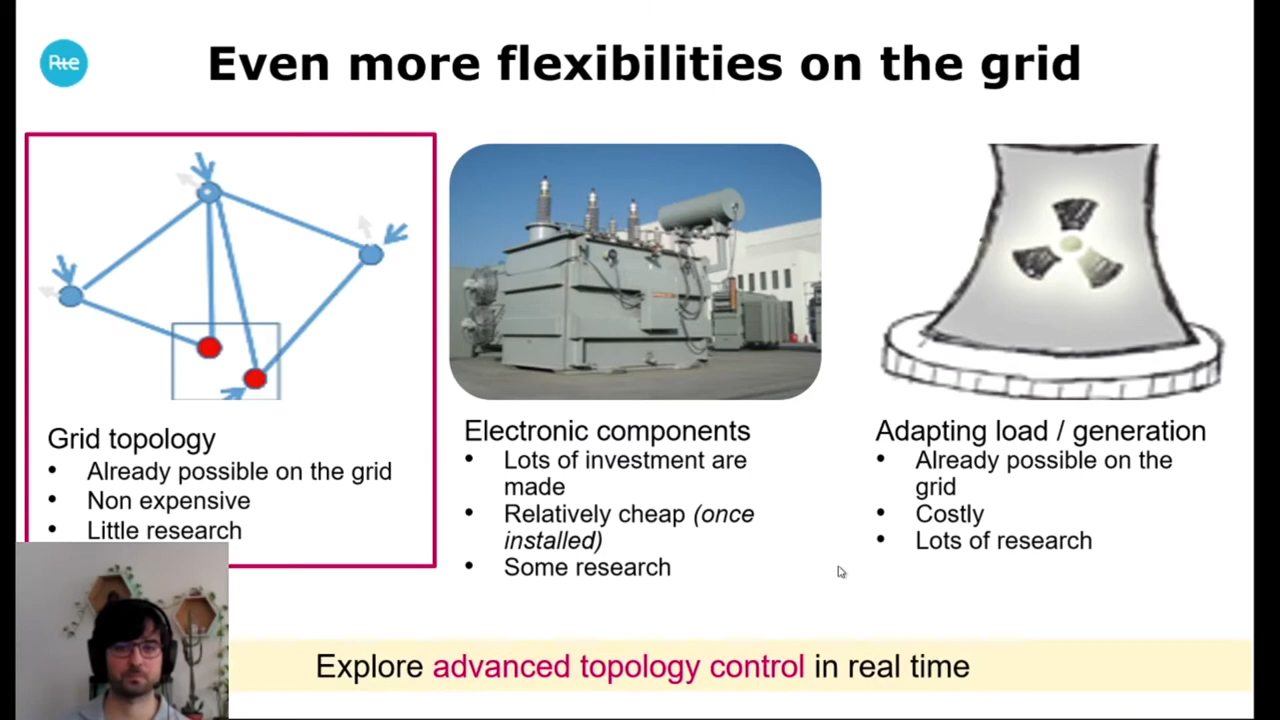 Rte
Even more flexibilities on the grid
Grid topology
• Already possible on the grid
• Non expensive
• Little research
Electronic components
• Lots of investment are
made
• Relatively cheap (once
installed)
• Some research
Adapting load / generation
• Already possible on the
grid
• Costly
• Lots of research
Explore advanced topology control in real time